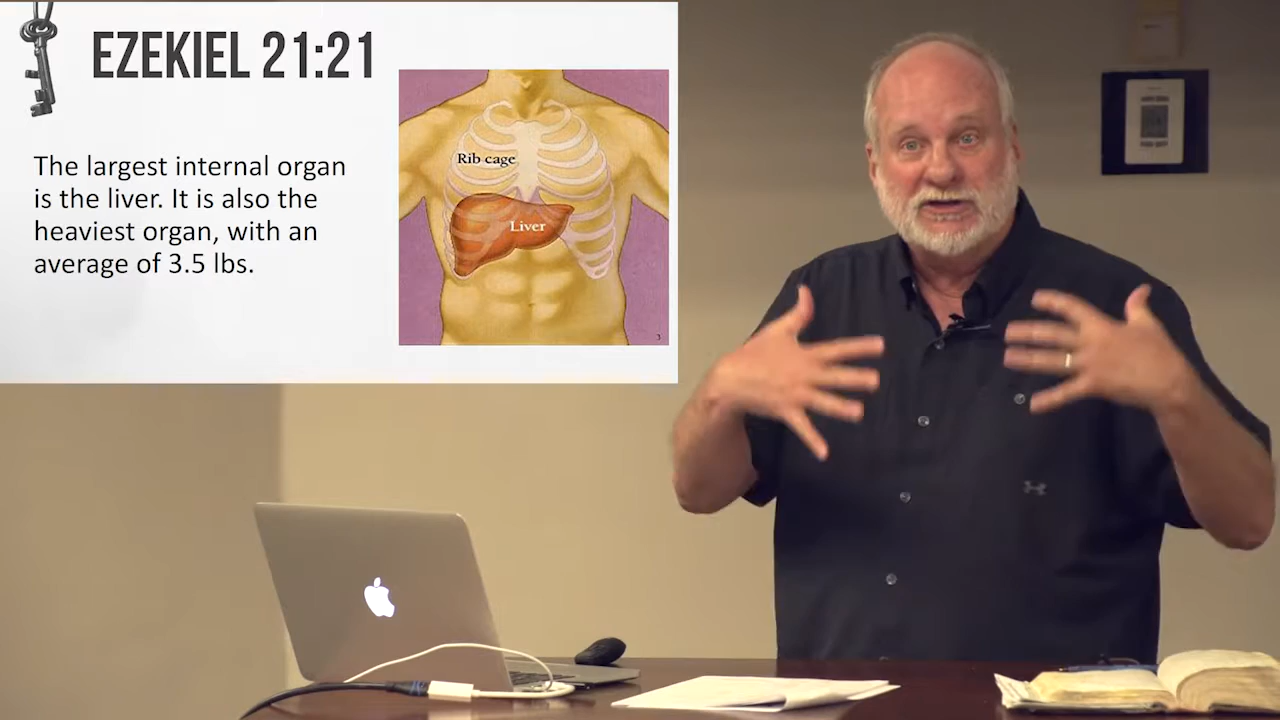 EZEKIEL 21:21
The largest internal organ
is the liver. It is also the
heaviest organ, with an
average of 3.5 lbs.
Rib cage
Liver
3